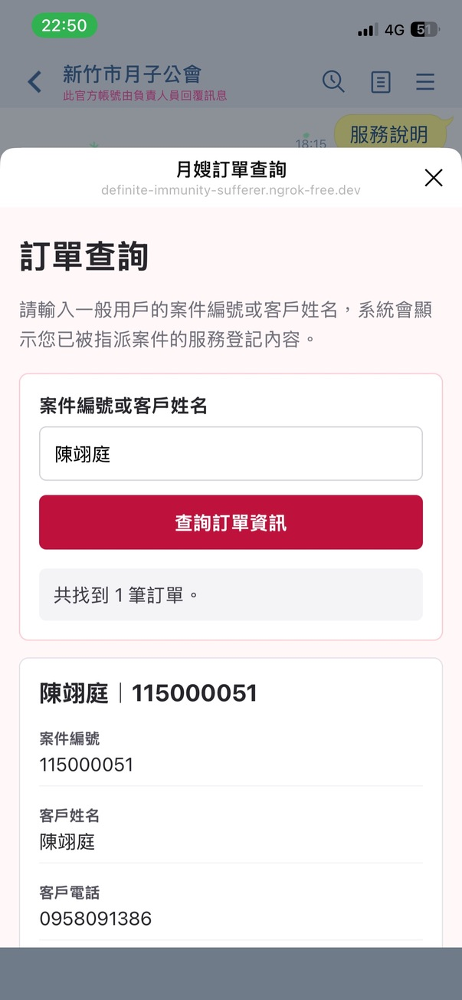 22:50
4G
51
新竹市月子公會
此官方帳號由負責人員回覆訊息
18:15
服務說明
月嫂訂單查詢
definite-immunity-sufferer.ngrok-free.dev
訂單查詢
請輸入一般用戶的案件編號或客戶姓名,系統會顯
示您已被指派案件的服務登記內容。
案件編號或客戶姓名
陳翊庭
查詢訂單資訊
共找到 1 筆訂單。
陳翊庭｜115000051
案件編號
115000051
客戶姓名
陳翊庭
客戶電話
0958091386